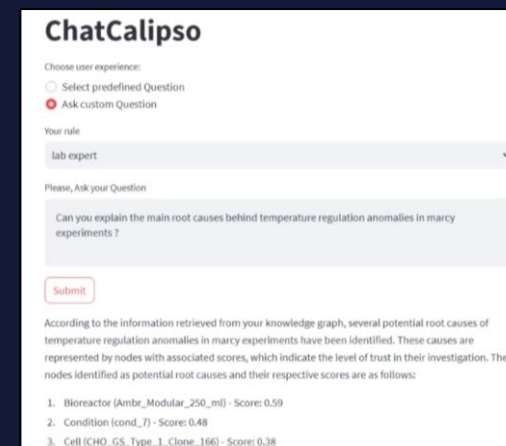 ChatCalipso
Choose user experience:
Select predefined Question
Ask custom Question
Your rule
lab expert
Please, Ask your Question
Can you explain the main root causes behind temperature regulation anomalies in marcy
experiments ?
Submit
According to the information retrieved from your knowledge graph, several potential root causes of
temperature regulation anomalies in marcy experiments have been identified. These causes are
represented by nodes with associated scores, which indicate the level of trust in their investigation. The
nodes identified as potential root causes and their respective scores are as follows:
1. Bioreactor (Ambr_Modular_250_ml) - Score: 0.59
2. Condition (cond_7) - Score: 0.48
3. Cell (CHO_GS_Type_1_Clone_166) - Score: 0.38